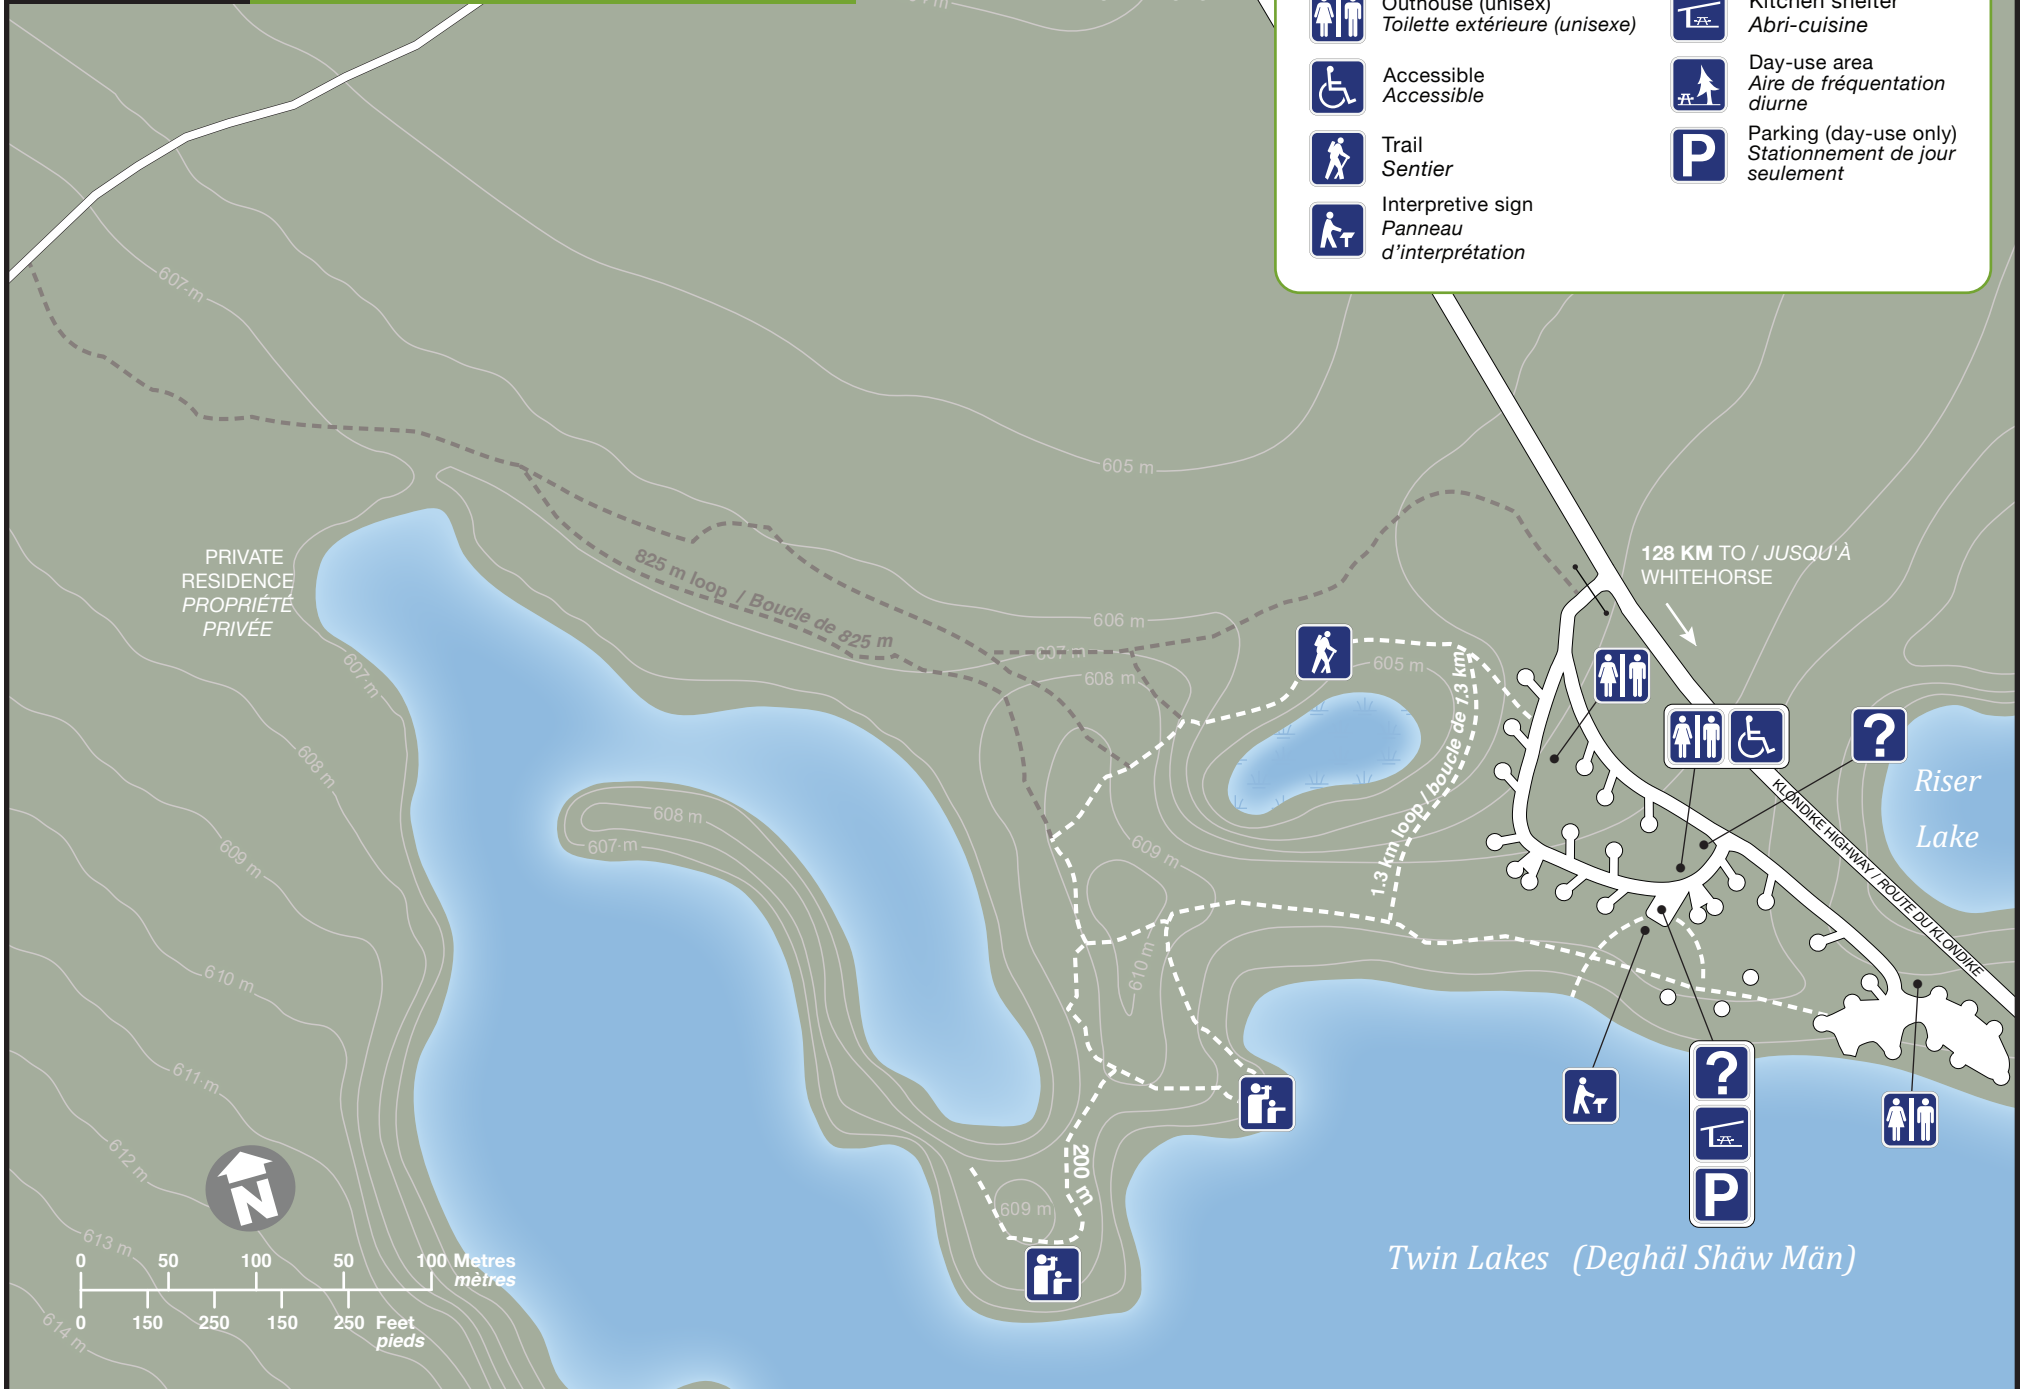 Outhouse (unisex)
Toilette extérieure (unisexe)
Kitchen shelter
Abri-cuisine
Accessible
Accessible
Day-use area
Aire de fréquentation
diurne
Trail
Sentier
Parking (day-use only)
Stationnement de jour
seulement
Interpretive sign
Panneau
d'interprétation
P
607 m
605 m
128 KM TO / JUSQU'À
WHITEHORSE
PRIVATE
RESIDENCE
PROPRIÉTÉ
PRIVÉE
825 m loop / Boucle de 825 m
606 m
607 m
608 m
605 m
607 m
608 m
1.3 km loop / boucle de 1.3 km
?
Riser
Lake
KLONDIKE HIGHWAY / ROUTE DU KLONDIKE
608 m
607 m
609 m
609 m
610 m
610 m
611 m
612 m
613 m
614 m
200 m
609 m
?
P
N
Twin Lakes (Deghäl Shäw Män)
0 50 100 50 100 Metres
mètres
0 150 250 150 250 Feet
pieds